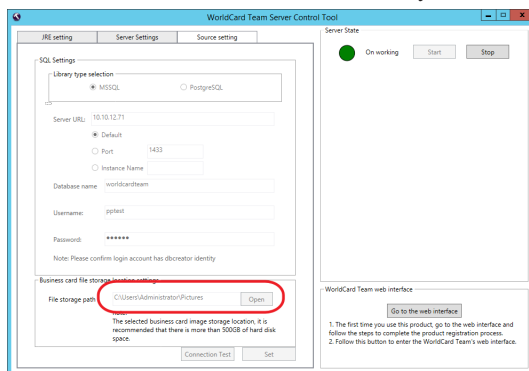 WorldCard Team Server Control Tool
JRE setting
Server Settings
Source setting
SQL Settings
Library type selection
MSSQL
PostgreSQL
Server URL: 10.10.12.71
Default
Port 1433
Instance Name
Database name worldcardteam
Username: pptest
Password: ••••••
Note: Please confirm login account has dbcreator identity
Business card file storage location settings
File storage path C:\Users\Administrator\Pictures Open
Note:
The selected business card image storage location, it is
recommended that there is more than 500GB of hard disk
space.
Connection Test
Set
Server State
On working
Start
Stop
WorldCard Team web interface
Go to the web interface
1. The first time you use this product, go to the web interface and
follow the steps to complete the product registration process.
2. Follow this button to enter the WorldCard Team's web interface.